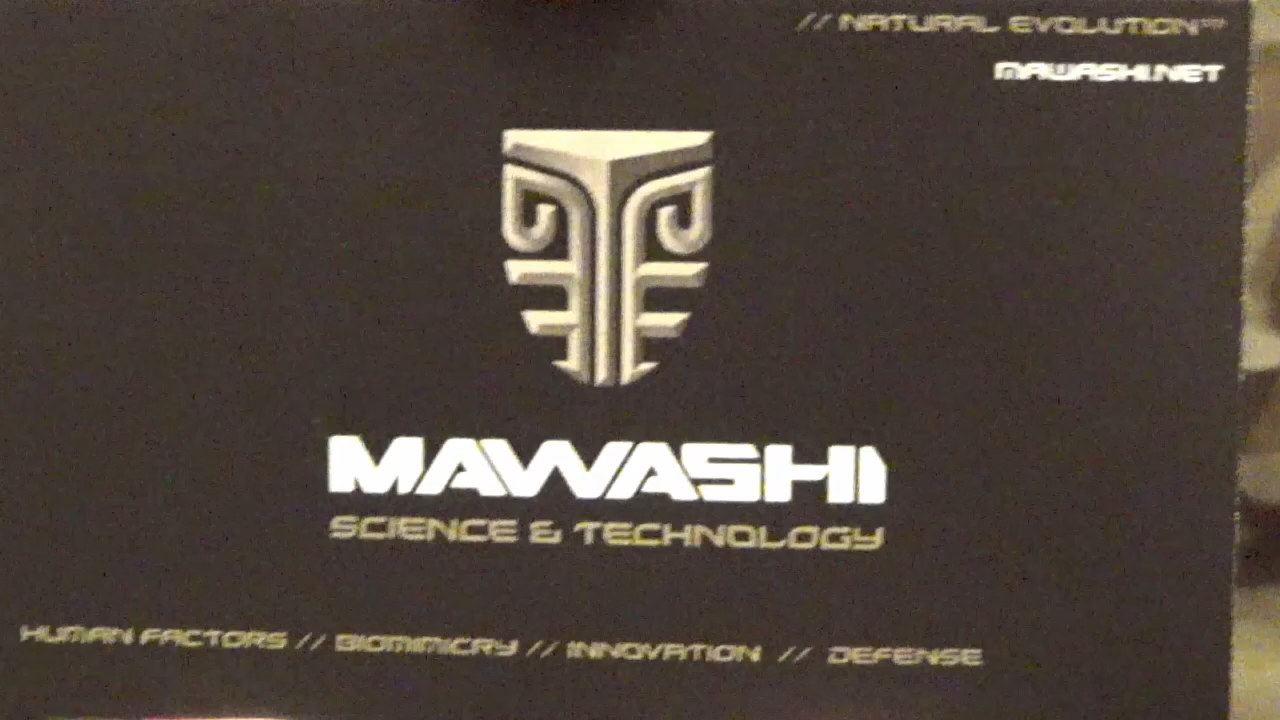 // NATURAL EVOLUTION
MAWASHI.NET
MAWASHI
SCIENCE & TECHNOLOGY
HUMAN FACTORS // BIOMIMICRY // INNOVATION // DEFENSE